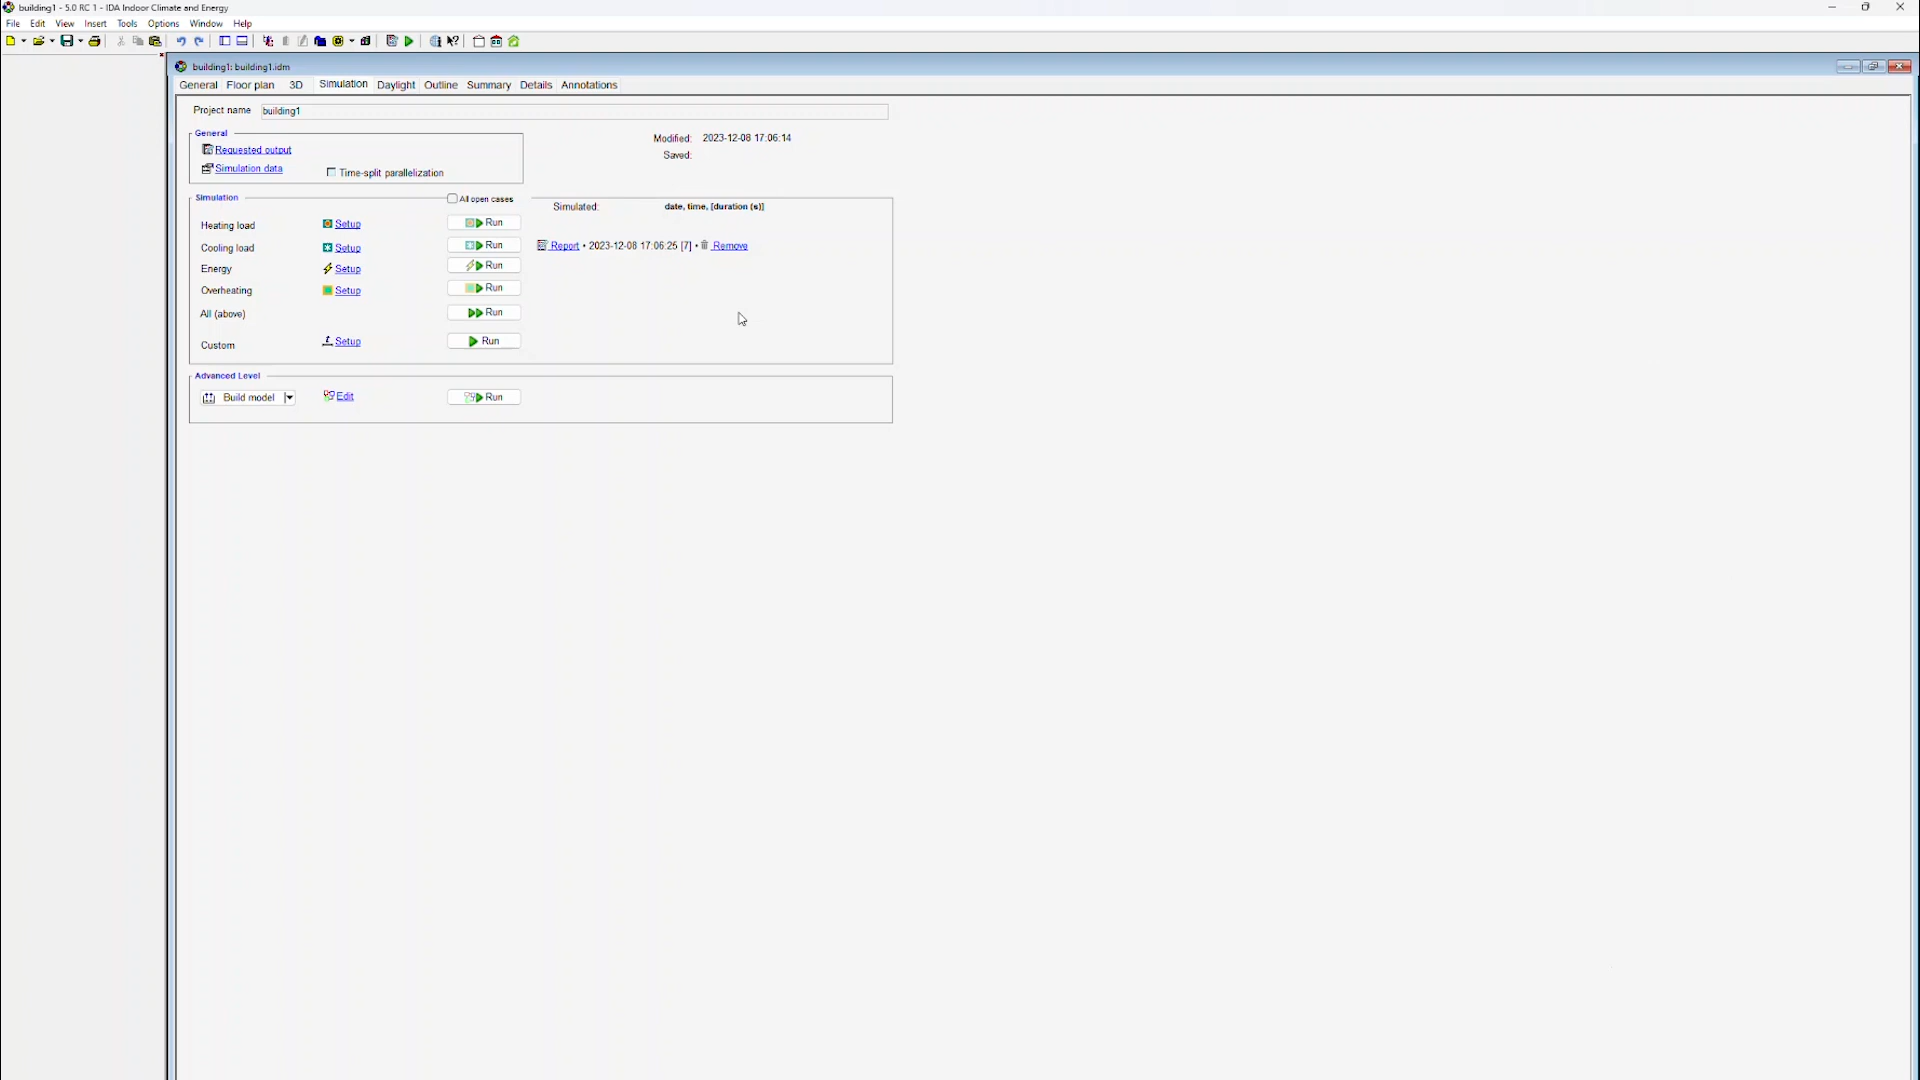 building1 - 5.0 RC 1 - IDA Indoor Climate and Energy
File Edit View Insert Tools Options Window Help
building1: building1.idm
General Floor plan 3D Simulation Daylight Outline Summary Details Annotations
Project name building1
General
Modified: 2023-12-08 17:06:14
Requested output
Saved:
Simulation data
Time-split parallelization
Simulation
All open cases
Simulated: date, time, [duration (s)]
Heating load Setup Run
Cooling load Setup Run Report • 2023-12-08 17:06:25 [7] • Remove
Energy Setup Run
Overheating Setup Run
All (above) Run
Custom Setup Run
Advanced Level
Build model Edit Run